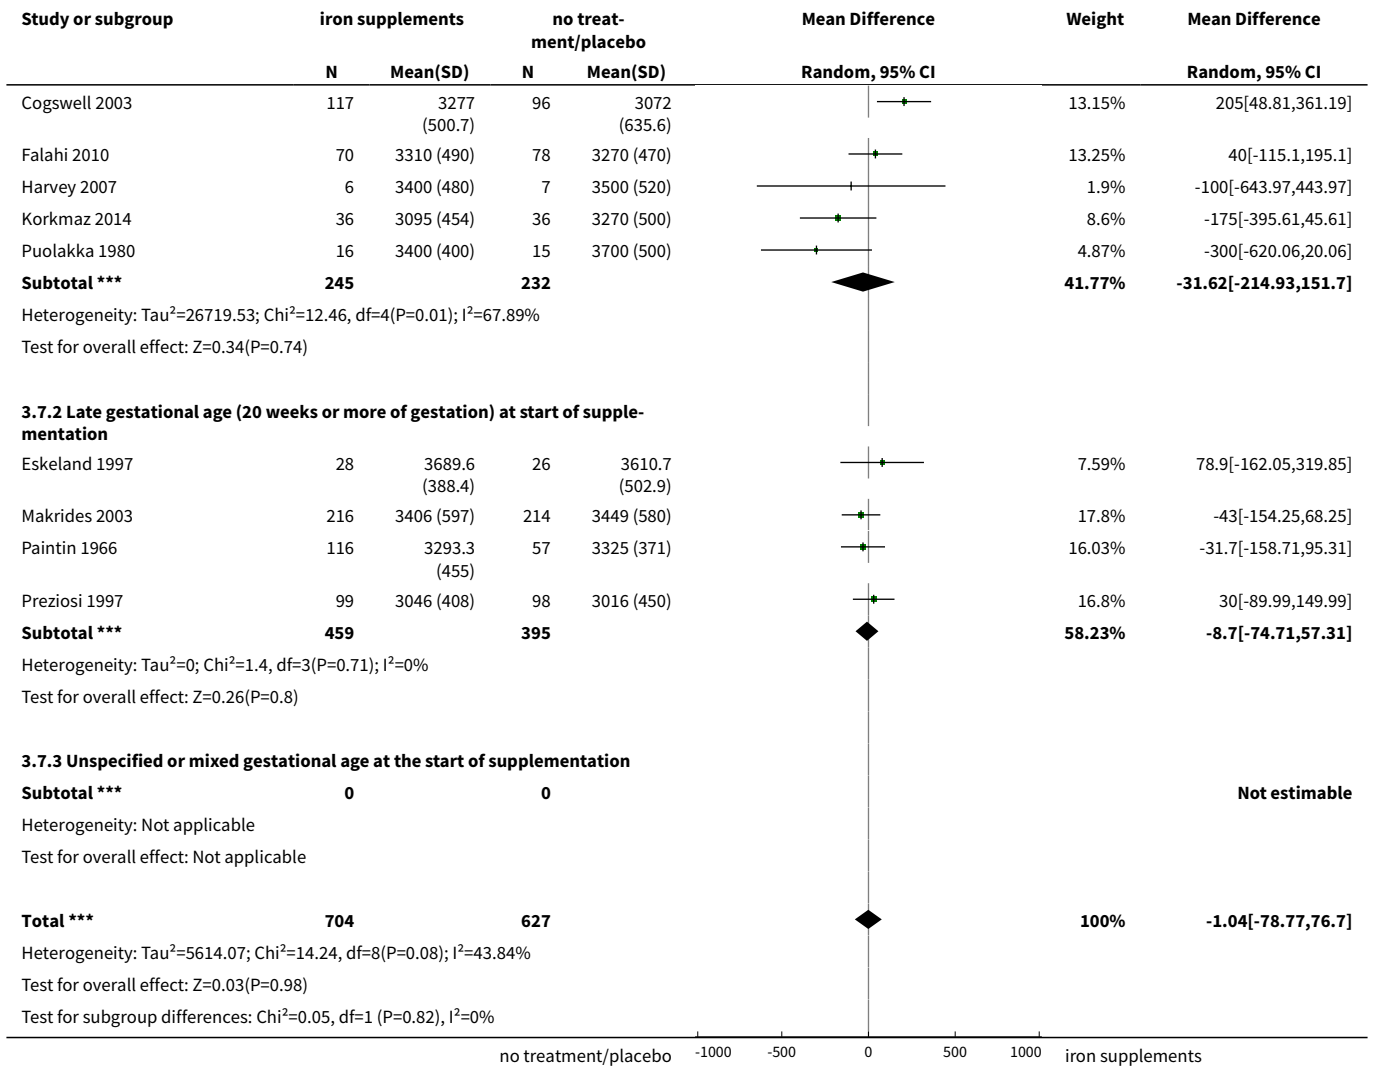 Study or subgroup iron supplements no treat- Mean Difference Weight Mean Difference
ment/placebo
N Mean(SD) N Mean(SD) Random, 95% CI Random, 95% CI
Cogswell 2003 117 3277 96 3072 13.15% 205[48.81,361.19]
(500.7) (635.6)
Falahi 2010 70 3310 (490) 78 3270 (470) 13.25% 40[-115.1,195.1]
Harvey 2007 6 3400 (480) 7 3500 (520) 1.9% -100[-643.97,443.97]
Korkmaz 2014 36 3095 (454) 36 3270 (500) 8.6% -175[-395.61,45.61]
Puolakka 1980 16 3400 (400) 15 3700 (500) 4.87% -300[-620.06,20.06]
Subtotal *** 245 232 41.77% -31.62[-214.93,151.7]
Heterogeneity: Tau²=26719.53; Chi²=12.46, df=4(P=0.01); I²=67.89%
Test for overall effect: Z=0.34(P=0.74)
3.7.2 Late gestational age (20 weeks or more of gestation) at start of supple-
mentation
Eskeland 1997 28 3689.6 26 3610.7 7.59% 78.9[-162.05,319.85]
(388.4) (502.9)
Makrides 2003 216 3406 (597) 214 3449 (580) 17.8% -43[-154.25,68.25]
Paintin 1966 116 3293.3 57 3325 (371) 16.03% -31.7[-158.71,95.31]
(455)
Preziosi 1997 99 3046 (408) 98 3016 (450) 16.8% 30[-89.99,149.99]
Subtotal *** 459 395 58.23% -8.7[-74.71,57.31]
Heterogeneity: Tau²=0; Chi²=1.4, df=3(P=0.71); I²=0%
Test for overall effect: Z=0.26(P=0.8)
3.7.3 Unspecified or mixed gestational age at the start of supplementation
Subtotal *** 0 0 Not estimable
Heterogeneity: Not applicable
Test for overall effect: Not applicable
Total *** 704 627 100% -1.04[-78.77,76.7]
Heterogeneity: Tau²=5614.07; Chi²=14.24, df=8(P=0.08); I²=43.84%
Test for overall effect: Z=0.03(P=0.98)
Test for subgroup differences: Chi²=0.05, df=1 (P=0.82), I²=0%
no treatment/placebo -1000 -500 0 500 1000 iron supplements